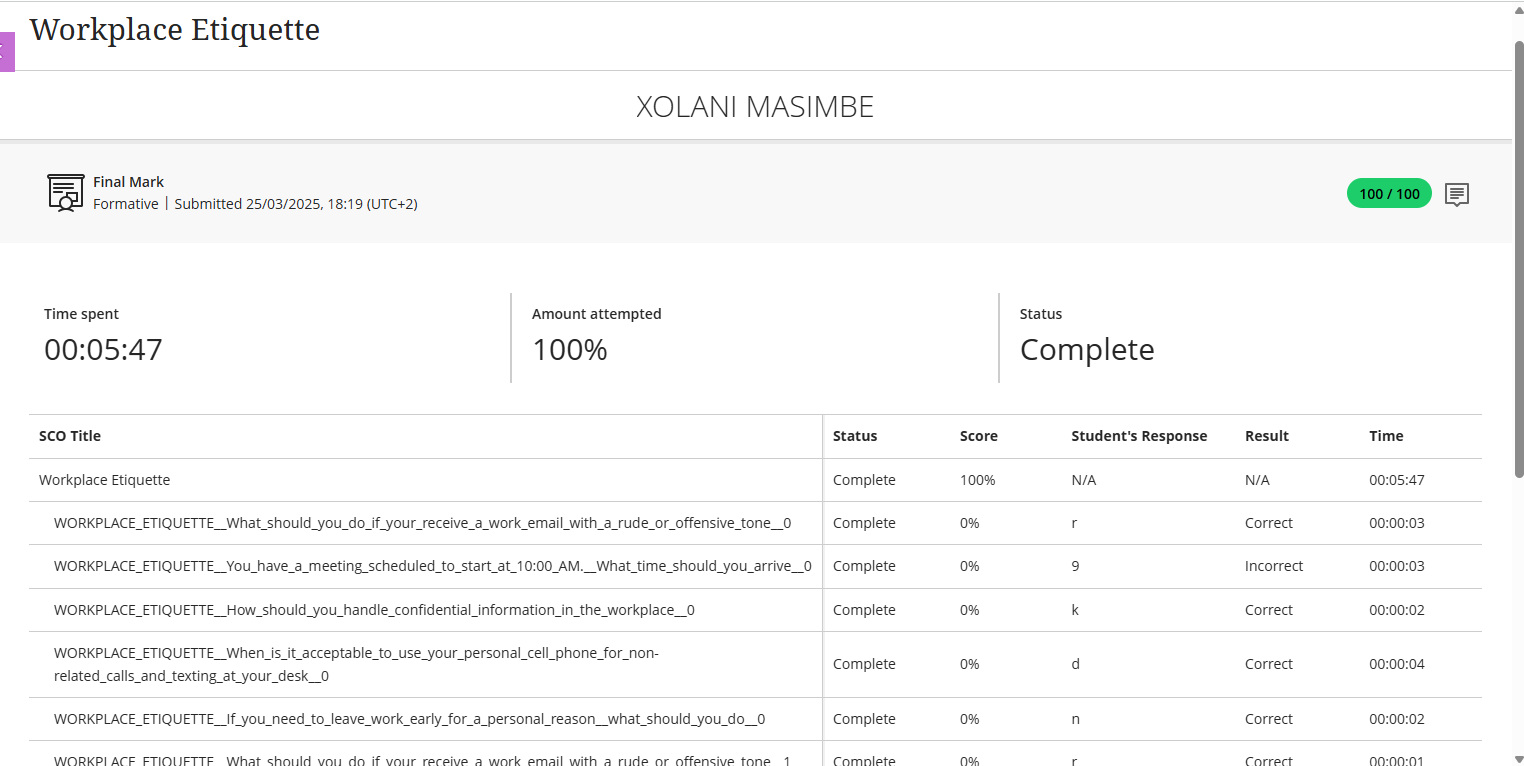 Workplace Etiquette
XOLANI MASIMBE
Final Mark
Formative | Submitted 25/03/2025, 18:19 (UTC+2)
100 / 100
Time spent
00:05:47
Amount attempted
100%
Status
Complete
SCO Title Status Score Student's Response Result Time
Workplace Etiquette Complete 100% N/A N/A 00:05:47
WORKPLACE_ETIQUETTE__What_should_you_do_if_your_receive_a_work_email_with_a_rude_or_offensive_tone__0 Complete 0% r Correct 00:00:03
WORKPLACE_ETIQUETTE__You_have_a_meeting_scheduled_to_start_at_10:00_AM.__What_time_should_you_arrive__0 Complete 0% 9 Incorrect 00:00:03
WORKPLACE_ETIQUETTE__How_should_you_handle_confidential_information_in_the_workplace__0 Complete 0% k Correct 00:00:02
WORKPLACE_ETIQUETTE__When_is_it_acceptable_to_use_your_personal_cell_phone_for_non-
related_calls_and_texting_at_your_desk__0 Complete 0% d Correct 00:00:04
WORKPLACE_ETIQUETTE__If_you_need_to_leave_work_early_for_a_personal_reason__what_should_you_do__0 Complete 0% n Correct 00:00:02
WORKPLACE_ETIQUETTE__What_should_you_do_if_your_receive_a_work_email_with_a_rude_or_offensive_tone__1 Complete 0% r Correct 00:00:01